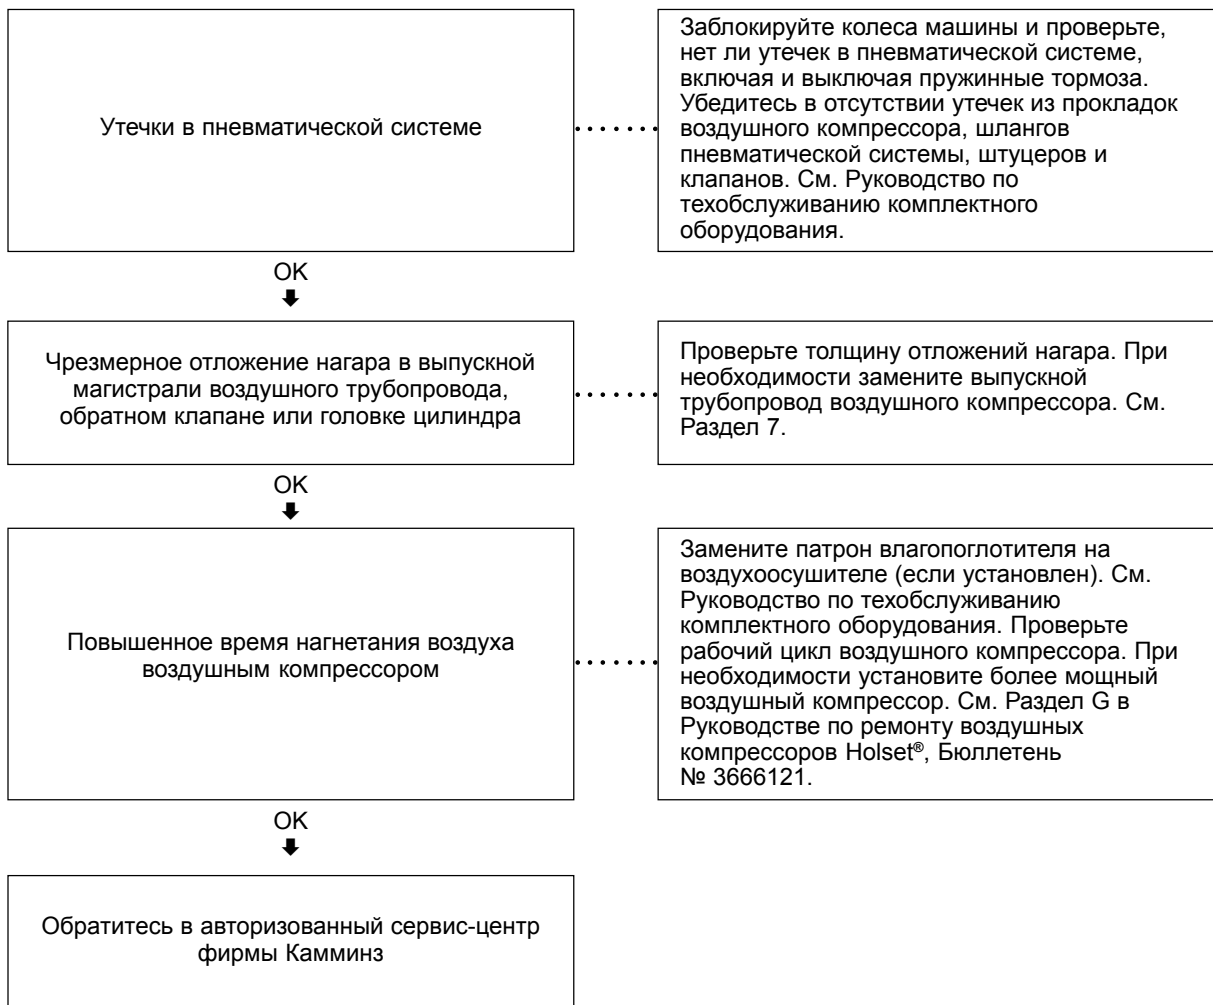 Утечки в пневматической системе
Заблокируйте колеса машины и проверьте,
нет ли утечек в пневматической системе,
включая и выключая пружинные тормоза.
Убедитесь в отсутствии утечек из прокладок
воздушного компрессора, шлангов
пневматической системы, штуцеров и
клапанов. См. Руководство по
техобслуживанию комплектного
оборудования.
OK
Чрезмерное отложение нагара в выпускной
магистрали воздушного трубопровода,
обратном клапане или головке цилиндра
Проверьте толщину отложений нагара. При
необходимости замените выпускной
трубопровод воздушного компрессора. См.
Раздел 7.
OK
Повышенное время нагнетания воздуха
воздушным компрессором
Замените патрон влагопоглотителя на
воздухоосушителе (если установлен). См.
Руководство по техобслуживанию
комплектного оборудования. Проверьте
рабочий цикл воздушного компрессора. При
необходимости установите более мощный
воздушный компрессор. См. Раздел G в
Руководстве по ремонту воздушных
компрессоров Holset®, Бюллетень
№ 3666121.
OK
Обратитесь в авторизованный сервис-центр
фирмы Камминз